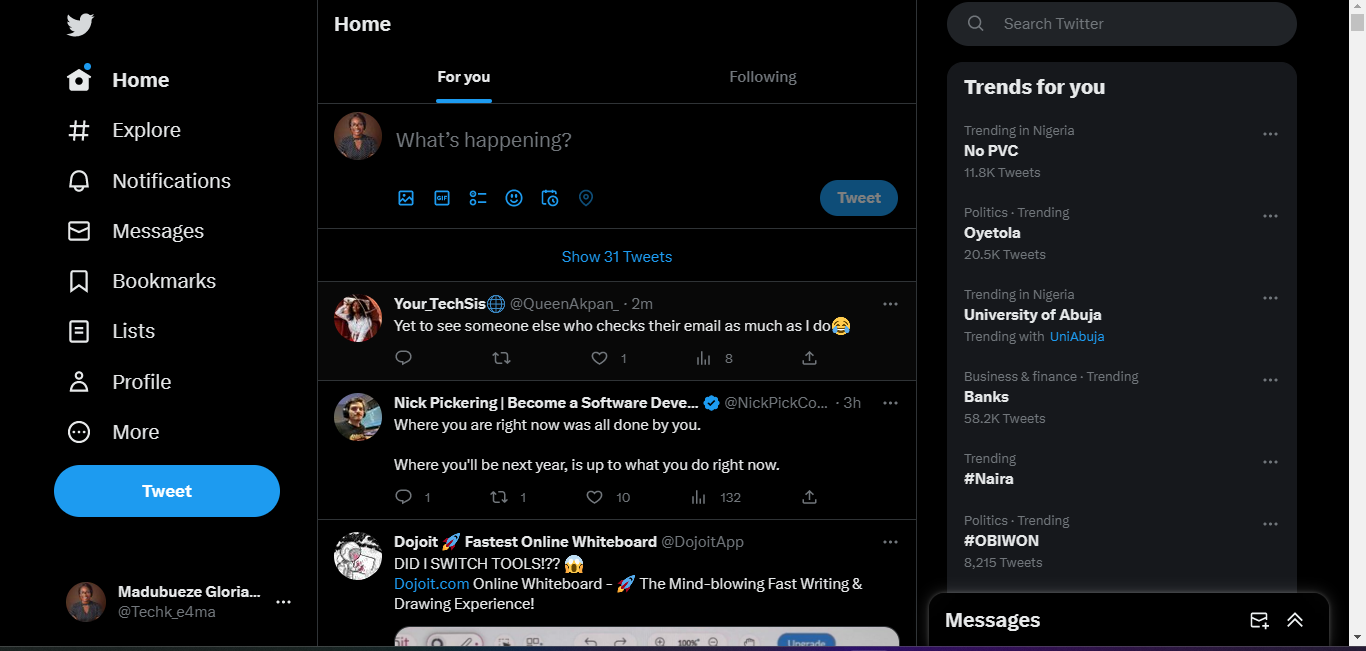 Home
Explore
Notifications
Messages
Bookmarks
Lists
Profile
More
Tweet
Madubueze Gloria...
@Techk_e4ma
Home
For you
Following
What's happening?
GIF
Tweet
Show 31 Tweets
Your_TechSis🌐 @QueenAkpan_ · 2m
Yet to see someone else who checks their email as much as I do😂
1 8
Nick Pickering | Become a Software Deve... @NickPickCo... · 3h
Where you are right now was all done by you.
Where you'll be next year, is up to what you do right now.
1 1 10 132
Dojoit 🚀 Fastest Online Whiteboard @DojoitApp
DID I SWITCH TOOLS!?? 😱
Dojoit.com Online Whiteboard - 🚀 The Mind-blowing Fast Writing &
Drawing Experience!
100% Upgrade
Search Twitter
Trends for you
Trending in Nigeria
No PVC
11.8K Tweets
Politics · Trending
Oyetola
20.5K Tweets
Trending in Nigeria
University of Abuja
Trending with UniAbuja
Business & finance · Trending
Banks
58.2K Tweets
Trending
#Naira
Politics · Trending
#OBIWON
8,215 Tweets
Messages